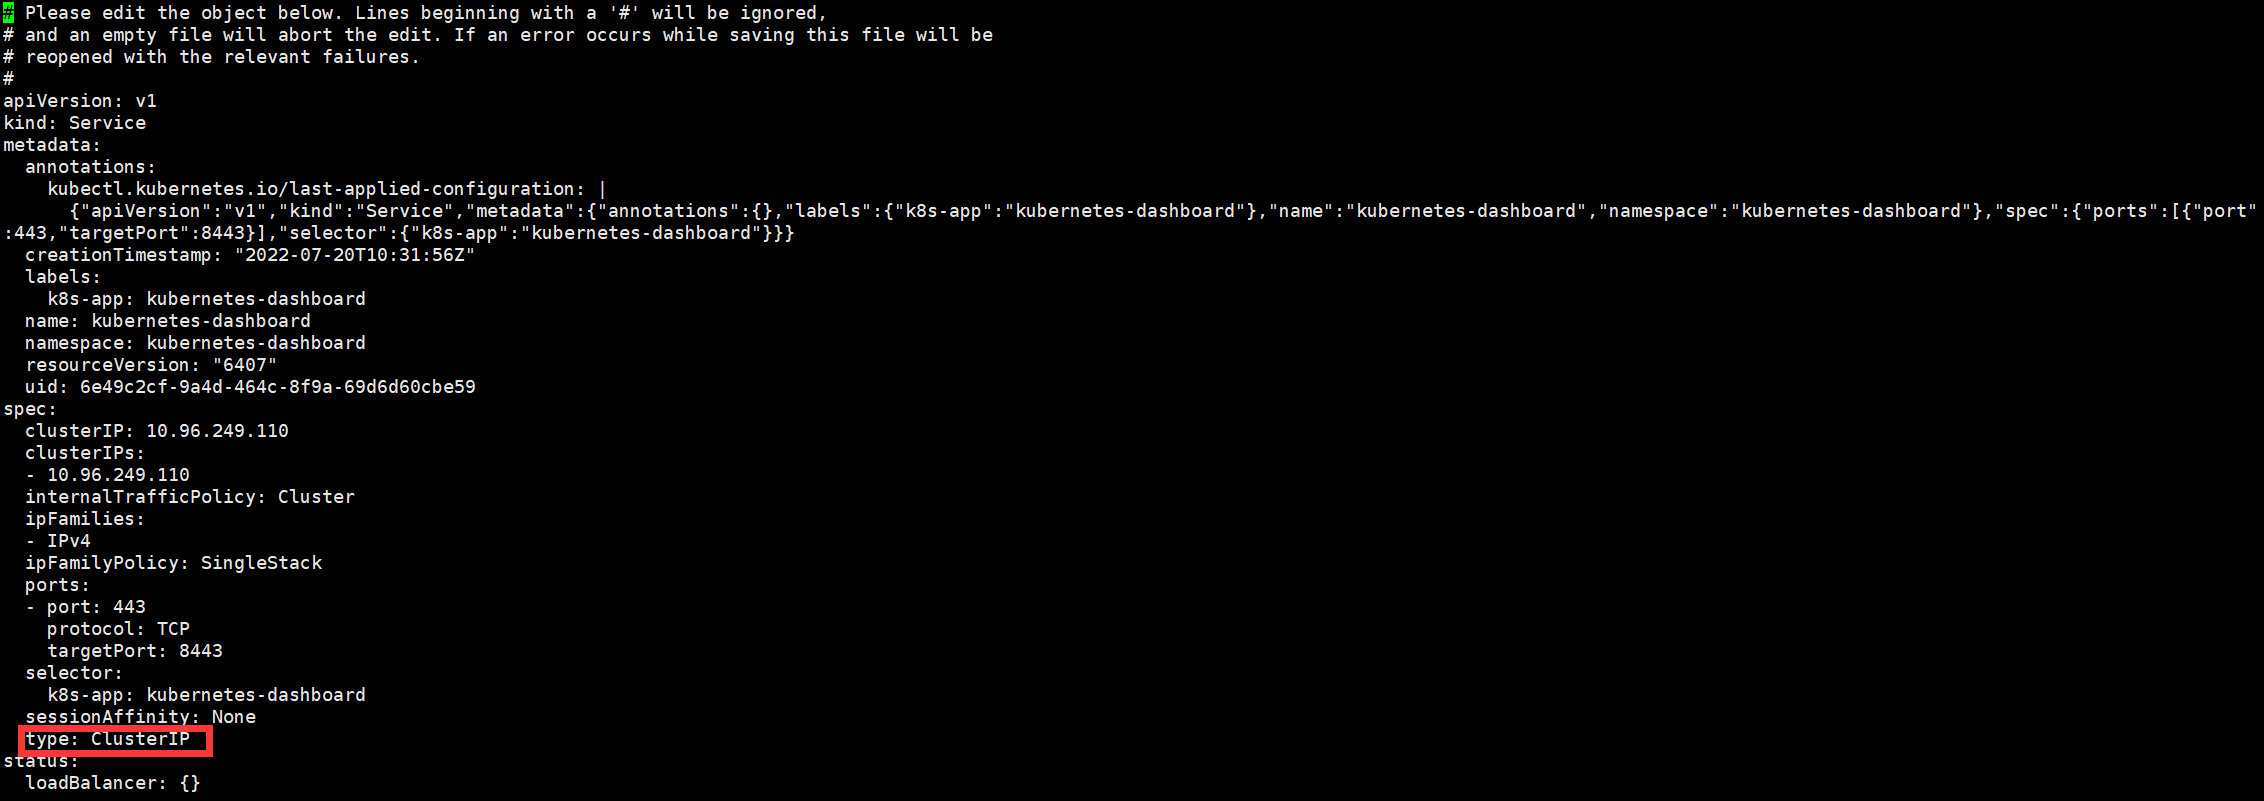 # Please edit the object below. Lines beginning with a '#' will be ignored,
# and an empty file will abort the edit. If an error occurs while saving this file will be
# reopened with the relevant failures.
#
apiVersion: v1
kind: Service
metadata:
  annotations:
    kubectl.kubernetes.io/last-applied-configuration: |
      {"apiVersion":"v1","kind":"Service","metadata":{"annotations":{},"labels":{"k8s-app":"kubernetes-dashboard"},"name":"kubernetes-dashboard","namespace":"kubernetes-dashboard"},"spec":{"ports":[{"port"
:443,"targetPort":8443}],"selector":{"k8s-app":"kubernetes-dashboard"}}}
  creationTimestamp: "2022-07-20T10:31:56Z"
  labels:
    k8s-app: kubernetes-dashboard
  name: kubernetes-dashboard
  namespace: kubernetes-dashboard
  resourceVersion: "6407"
  uid: 6e49c2cf-9a4d-464c-8f9a-69d6d60cbe59
spec:
  clusterIP: 10.96.249.110
  clusterIPs:
  - 10.96.249.110
  internalTrafficPolicy: Cluster
  ipFamilies:
  - IPv4
  ipFamilyPolicy: SingleStack
  ports:
  - port: 443
    protocol: TCP
    targetPort: 8443
  selector:
    k8s-app: kubernetes-dashboard
  sessionAffinity: None
  type: ClusterIP
status:
  loadBalancer: {}